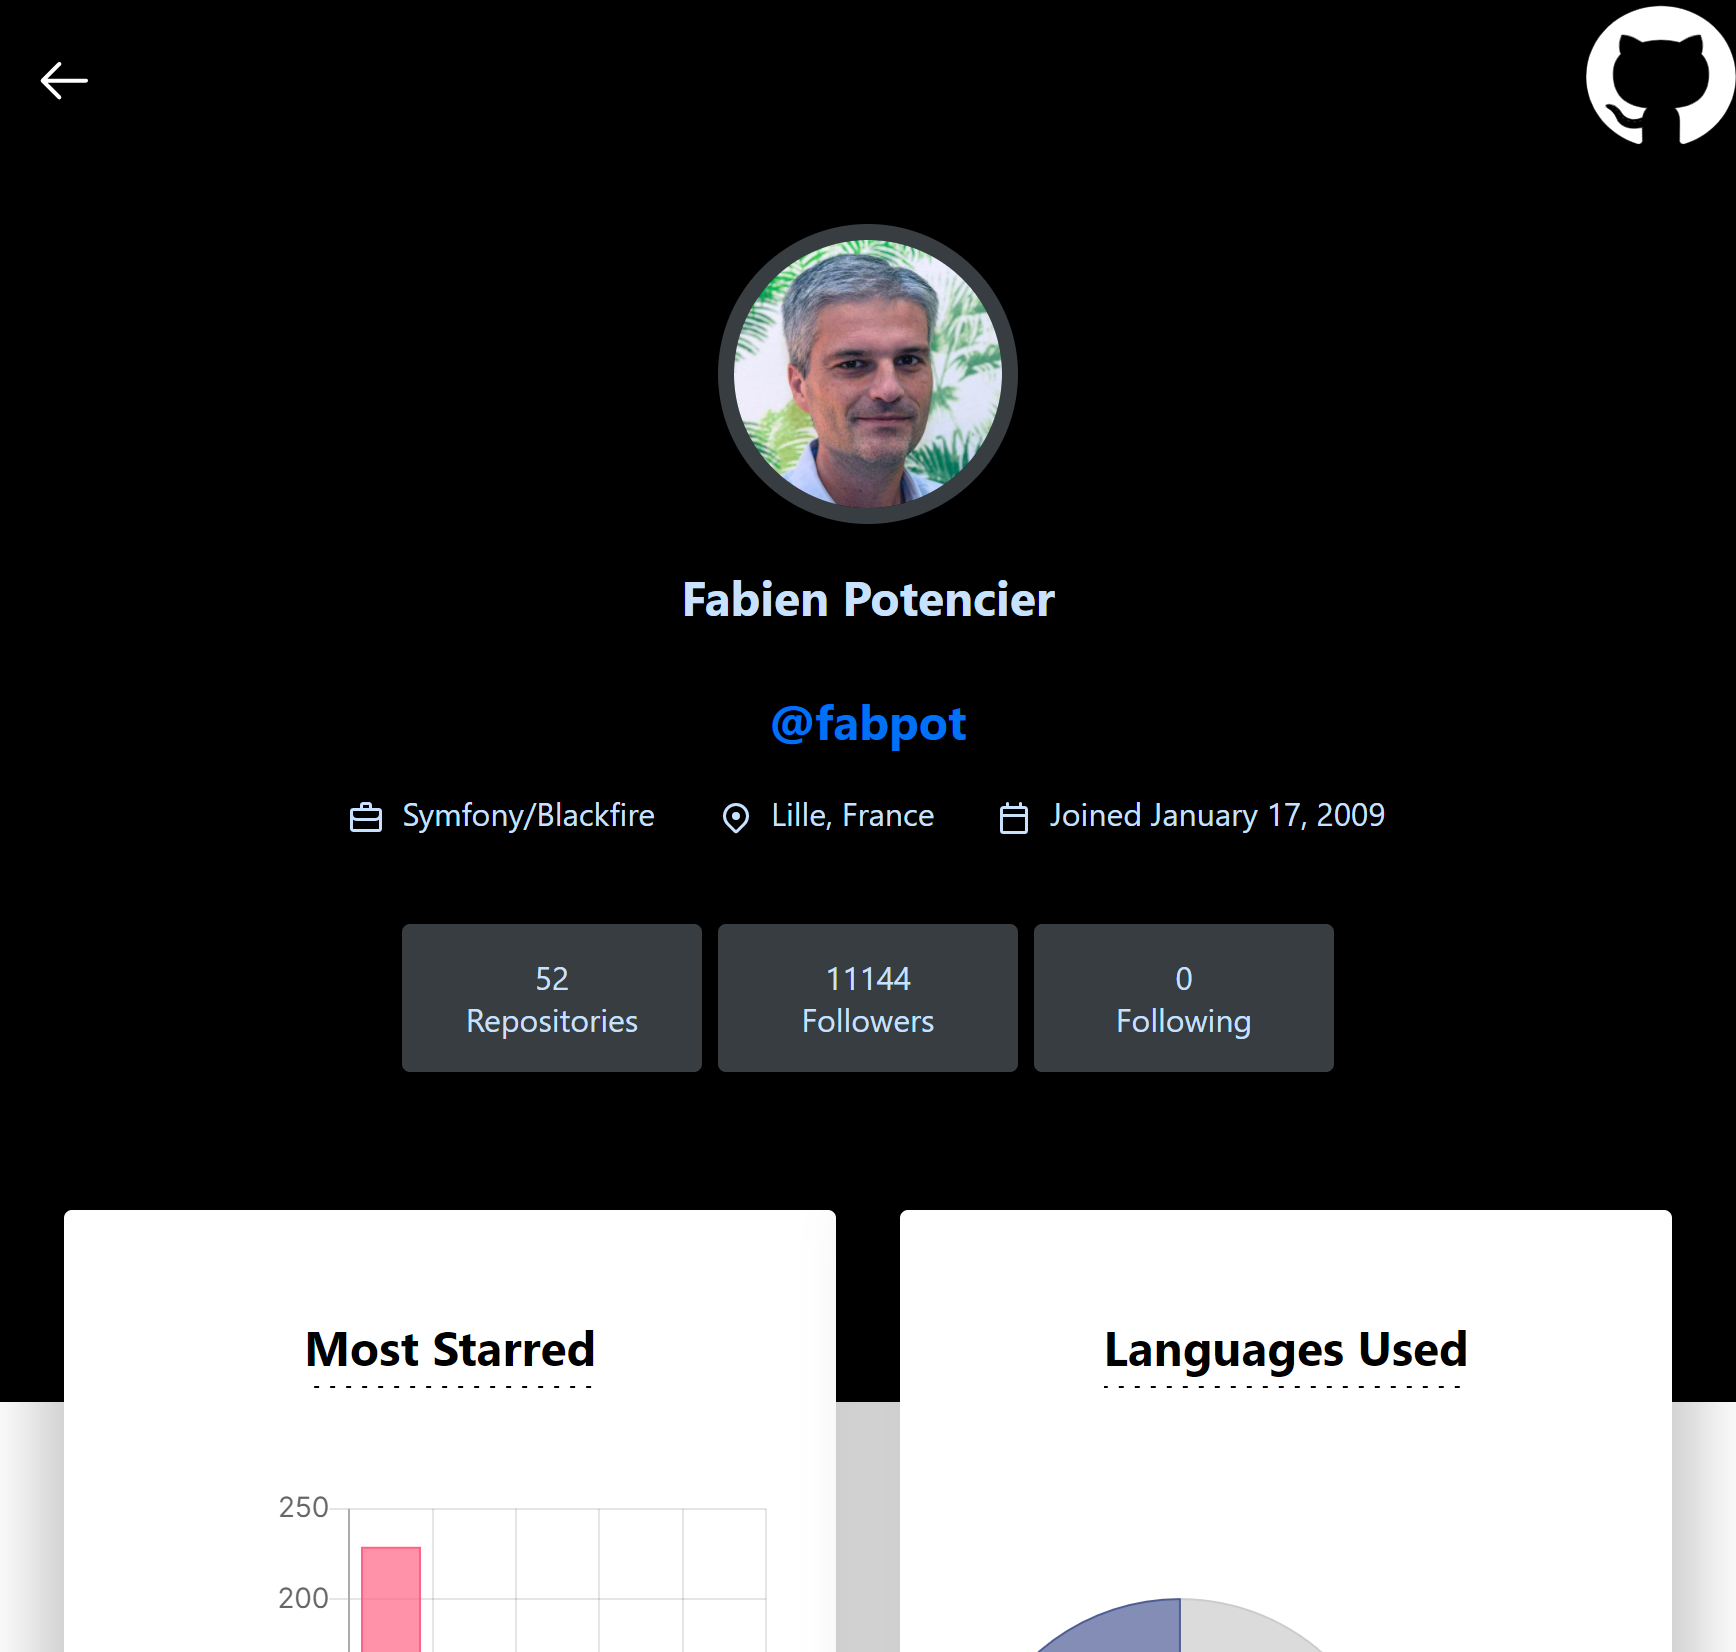 Fabien Potencier
@fabpot
Symfony/Blackfire
Lille, France
Joined January 17, 2009
52
Repositories
11144
Followers
0
Following
Most Starred
250
200
Languages Used